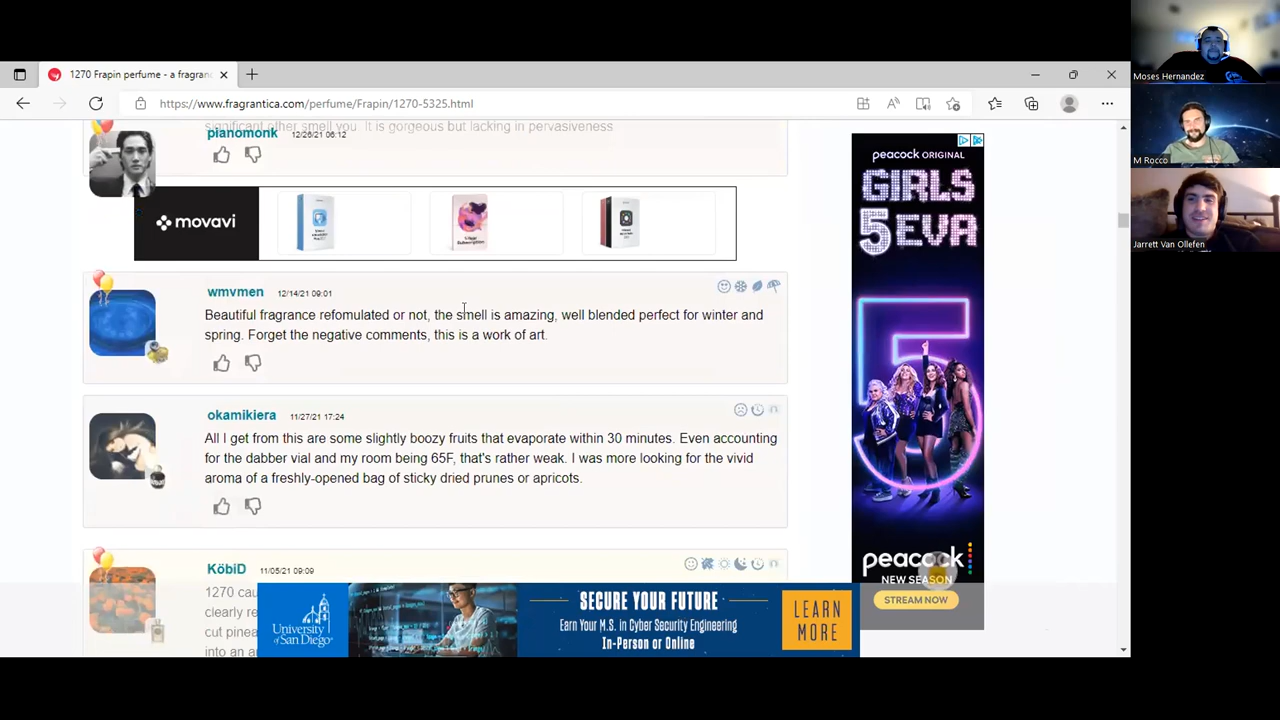 1270 Frapin perfume - a fragran
https://www.fragrantica.com/perfume/Frapin/1270-5325.html
significant other smell you. It is gorgeous but lacking in pervasiveness
pianomonk 12/26/21 06:12
movavi
wmvmen 12/14/21 09:01
Beautiful fragrance refomulated or not, the smell is amazing, well blended perfect for winter and
spring. Forget the negative comments, this is a work of art.
okamikiera 11/27/21 17:24
All I get from this are some slightly boozy fruits that evaporate within 30 minutes. Even accounting
for the dabber vial and my room being 65F, that's rather weak. I was more looking for the vivid
aroma of a freshly-opened bag of sticky dried prunes or apricots.
KöbiD 11/05/21 09:09
1270 cau
clearly re
cut pinea
into an a
University
of San Diego
SECURE YOUR FUTURE
Earn Your M.S. in Cyber Security Engineering
In-Person or Online
LEARN
MORE
peacock ORIGINAL
GIRLS
5EVA
5
peacock
NEW SEASON
STREAM NOW
Moses Hernandez
M Rocco
Jarrett Van Ollefen